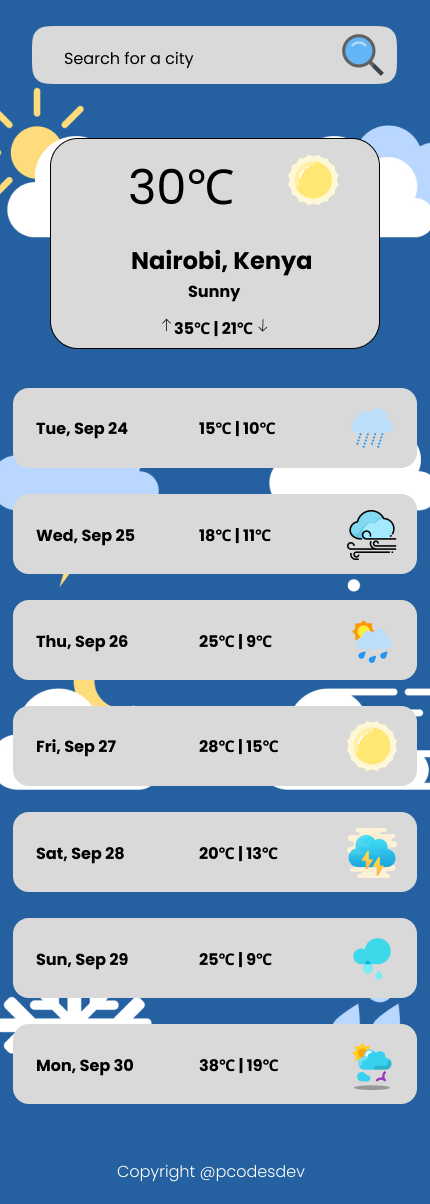 Search for a city
30°C
Nairobi, Kenya
Sunny
↑ 35°C | 21°C ↓
Tue, Sep 24 15°C | 10°C
Wed, Sep 25 18°C | 11°C
Thu, Sep 26 25°C | 9°C
Fri, Sep 27 28°C | 15°C
Sat, Sep 28 20°C | 13°C
Sun, Sep 29 25°C | 9°C
Mon, Sep 30 38°C | 19°C
Copyright @pcodesdev